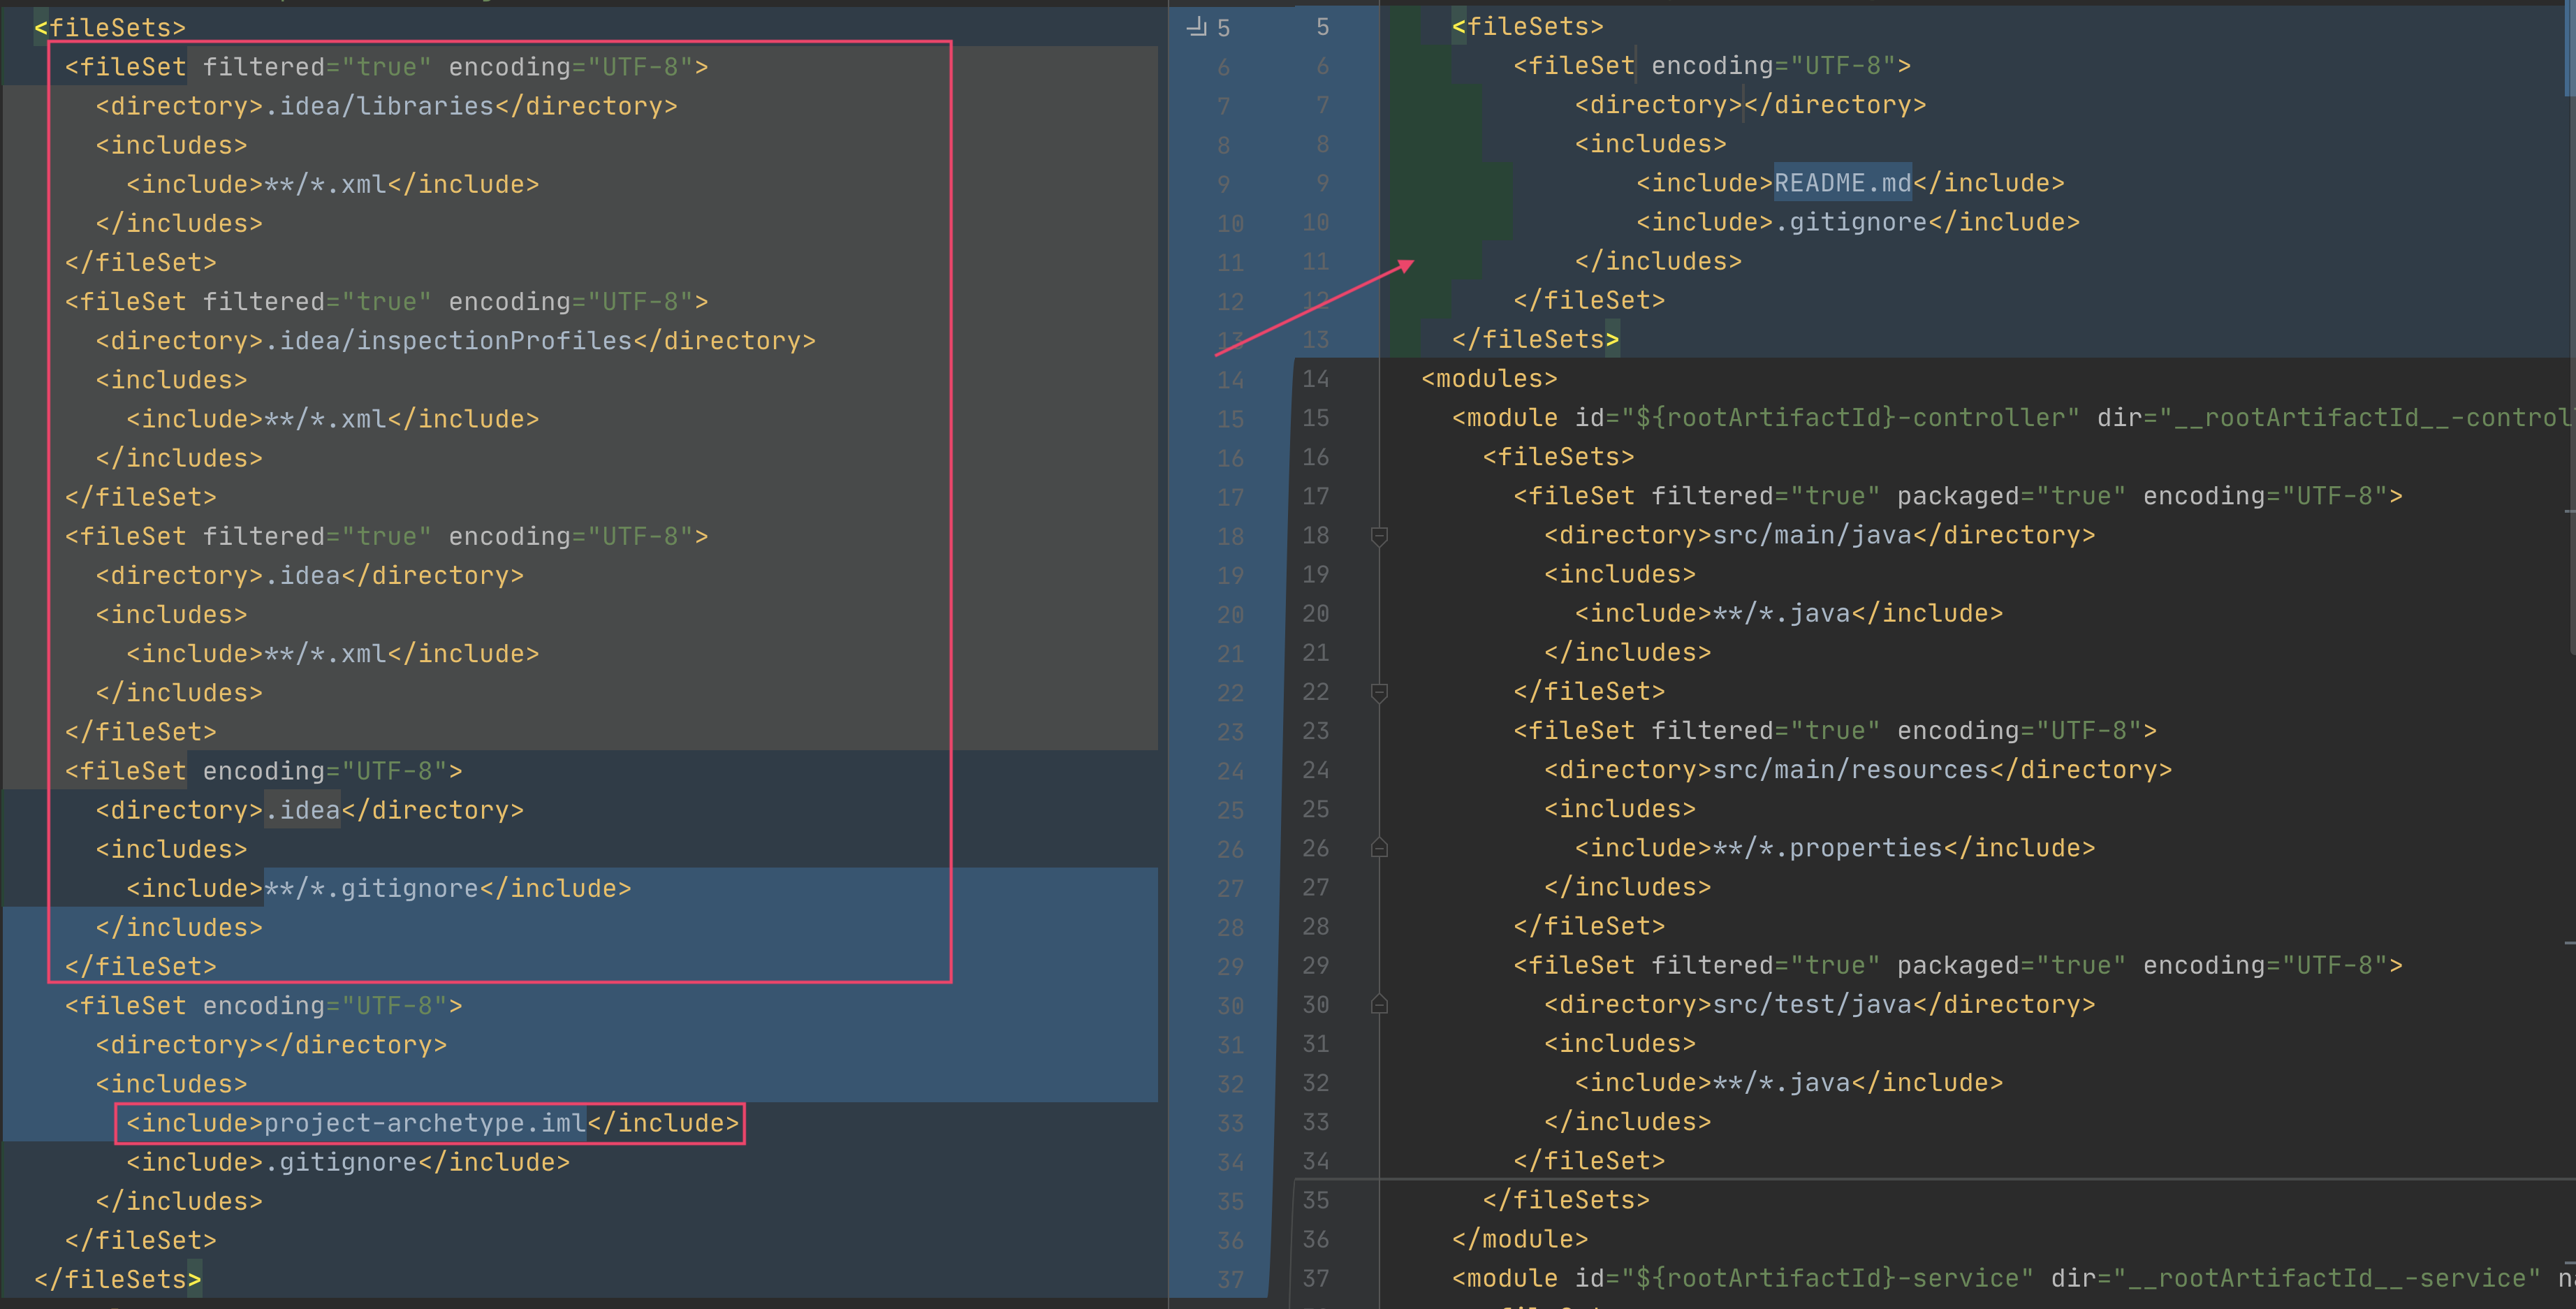 <fileSets>
<fileSet filtered="true" encoding="UTF-8">
<directory>.idea/libraries</directory>
<includes>
<include>**/*.xml</include>
</includes>
</fileSet>
<fileSet filtered="true" encoding="UTF-8">
<directory>.idea/inspectionProfiles</directory>
<includes>
<include>**/*.xml</include>
</includes>
</fileSet>
<fileSet filtered="true" encoding="UTF-8">
<directory>.idea</directory>
<includes>
<include>**/*.xml</include>
</includes>
</fileSet>
<fileSet encoding="UTF-8">
<directory>.idea</directory>
<includes>
<include>**/*.gitignore</include>
</includes>
</fileSet>
<fileSet encoding="UTF-8">
<directory></directory>
<includes>
<include>project-archetype.iml</include>
<include>.gitignore</include>
</includes>
</fileSet>
</fileSets>
5 5 <fileSets>
6 6 <fileSet encoding="UTF-8">
7 7 <directory></directory>
8 8 <includes>
9 9 <include>README.md</include>
10 10 <include>.gitignore</include>
11 11 </includes>
12 12 </fileSet>
13 13 </fileSets>
14 14 <modules>
15 15 <module id="${rootArtifactId}-controller" dir="__rootArtifactId__-control
16 16 <fileSets>
17 17 <fileSet filtered="true" packaged="true" encoding="UTF-8">
18 18 <directory>src/main/java</directory>
19 19 <includes>
20 20 <include>**/*.java</include>
21 21 </includes>
22 22 </fileSet>
23 23 <fileSet filtered="true" encoding="UTF-8">
24 24 <directory>src/main/resources</directory>
25 25 <includes>
26 26 <include>**/*.properties</include>
27 27 </includes>
28 28 </fileSet>
29 29 <fileSet filtered="true" packaged="true" encoding="UTF-8">
30 30 <directory>src/test/java</directory>
31 31 <includes>
32 32 <include>**/*.java</include>
33 33 </includes>
34 34 </fileSet>
35 35 </fileSets>
36 36 </module>
37 37 <module id="${rootArtifactId}-service" dir="__rootArtifactId__-service"